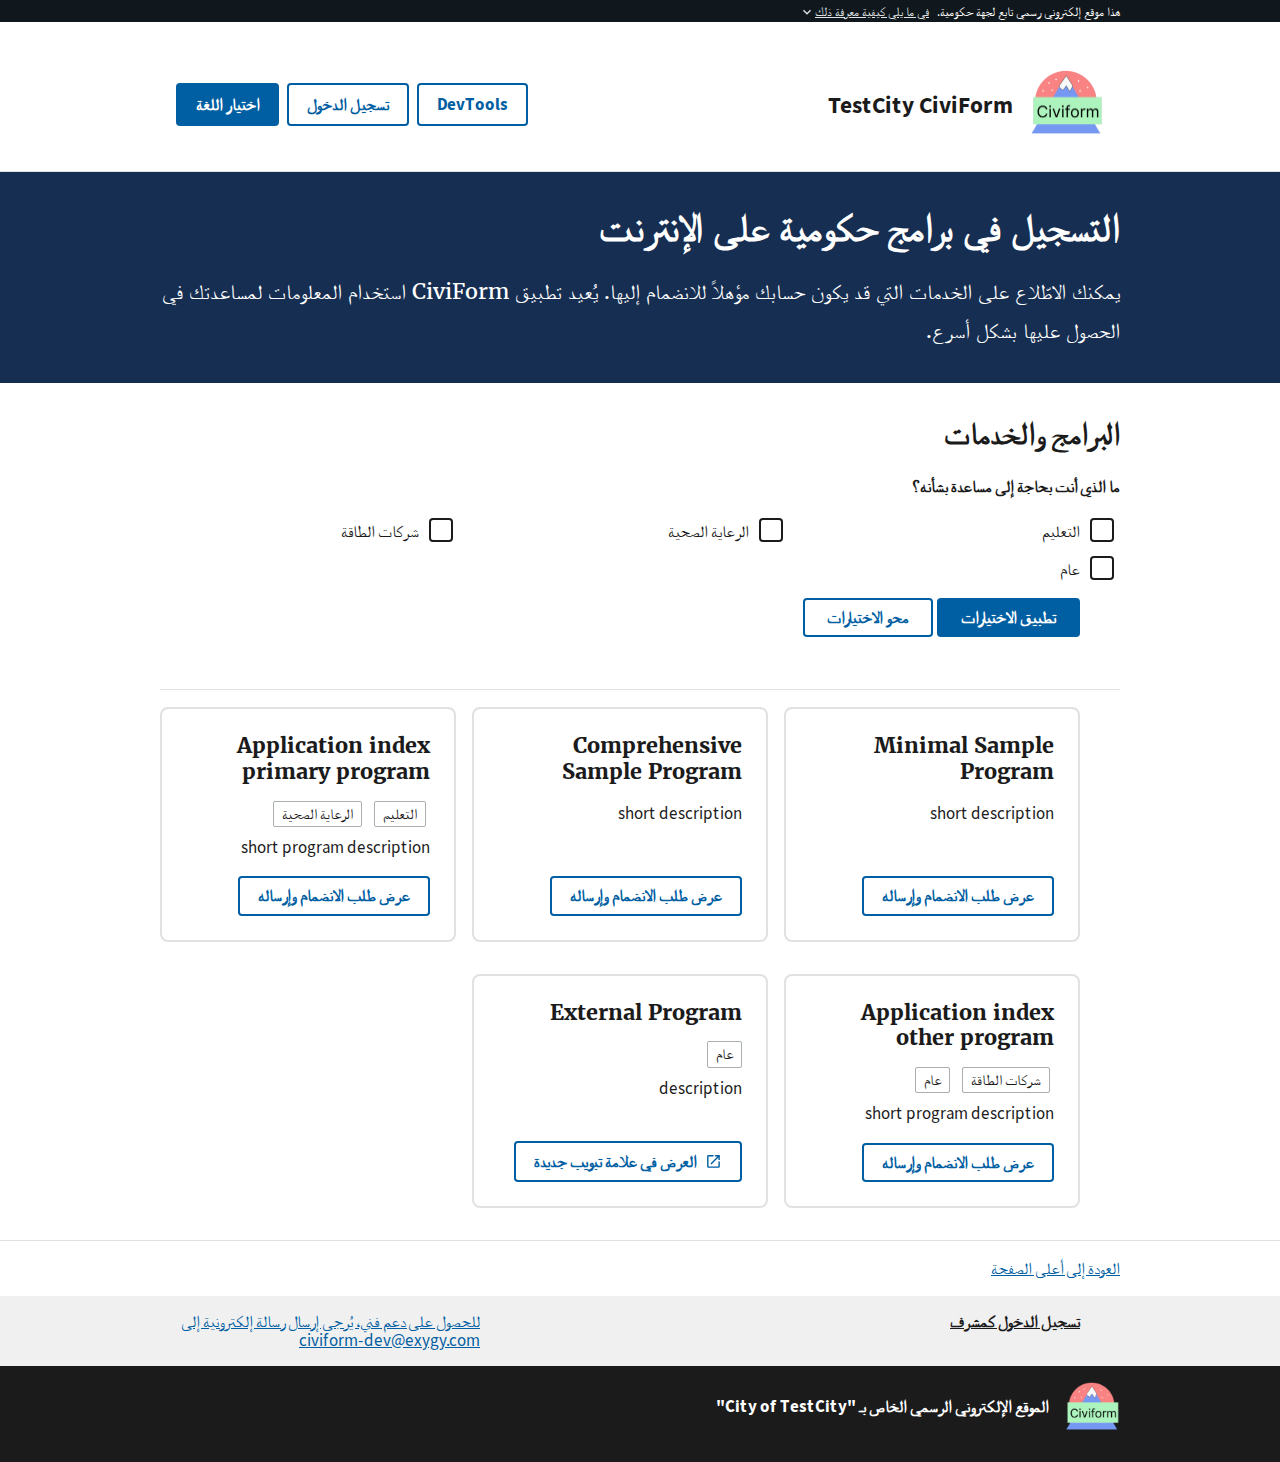 هذا موقع إلكتروني رسمي تابع لجهة حكومية. في ما يلي كيفية معرفة ذلك
Civiform
TestCity CiviForm
DevTools
تسجيل الدخول
اختيار اللغة
التسجيل في برامج حكومية على الإنترنت
يمكنك الاطّلاع على الخدمات التي قد يكون حسابك مؤهلاً للانضمام إليها. يُعيد تطبيق CiviForm استخدام المعلومات لمساعدتك في
الحصول عليها بشكل أسرع.
البرامج والخدمات
ما الذي أنت بحاجة إلى مساعدة بشأنه؟
التعليم
الرعاية الصحية
شركات الطاقة
عام
تطبيق الاختيارات
محو الاختيارات
Minimal Sample
Program
short description
عرض طلب الانضمام وإرساله
Comprehensive
Sample Program
short description
عرض طلب الانضمام وإرساله
Application index
primary program
التعليم
الرعاية الصحية
short program description
عرض طلب الانضمام وإرساله
Application index
other program
شركات الطاقة
عام
short program description
عرض طلب الانضمام وإرساله
External Program
عام
description
العرض في علامة تبويب جديدة
العودة إلى أعلى الصفحة
تسجيل الدخول كمشرف
للحصول على دعم فني، يُرجى إرسال رسالة إلكترونية إلى
civiform-dev@exygy.com
Civiform
الموقع الإلكتروني الرسمي الخاص بـ "City of TestCity"